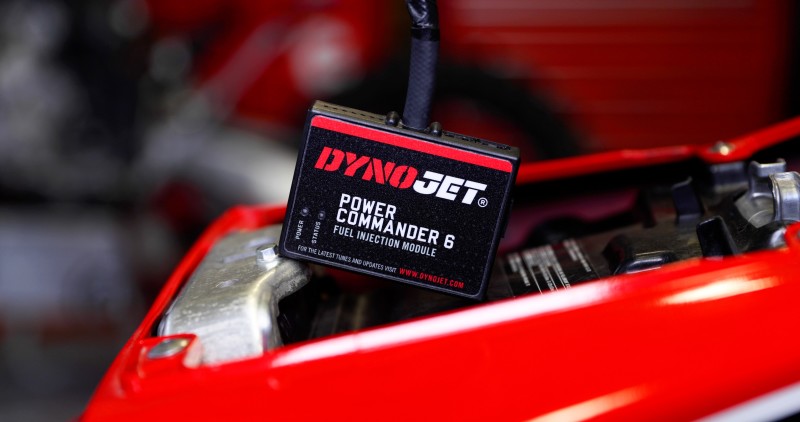 DYNOJET®
POWER
COMMANDER 6
FUEL INJECTION MODULE
POWER
STATUS
FOR THE LATEST TUNES AND UPDATES VISIT WWW.DYNOJET.COM